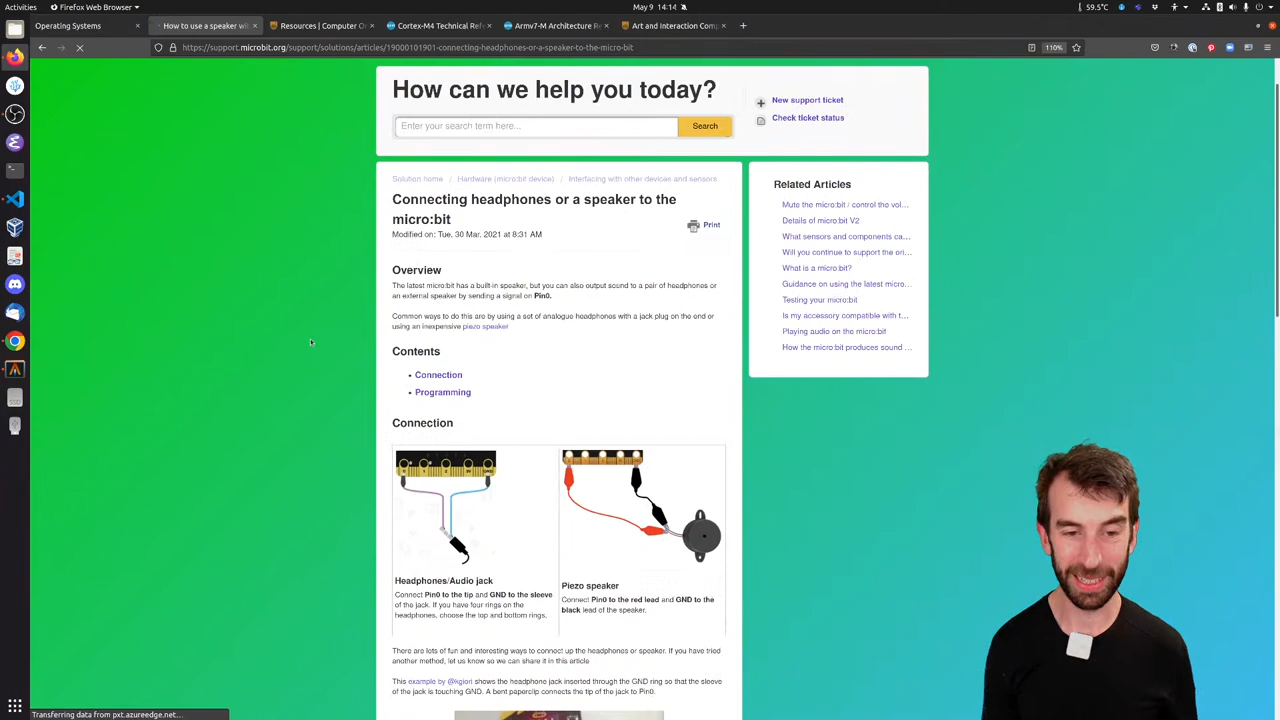 Activities
Firefox Web Browser
May 9 14:14
59.5°C
Operating Systems
How to use a speaker wit
Resources | Computer Or
Cortex-M4 Technical Ref
Armv7-M Architecture Re
Art and Interaction Comp
https://support.microbit.org/support/solutions/articles/19000101901-connecting-headphones-or-a-speaker-to-the-micro-bit
110%
How can we help you today?
Enter your search term here...
Search
New support ticket
Check ticket status
Solution home / Hardware (micro:bit device) / Interfacing with other devices and sensors
Connecting headphones or a speaker to the
micro:bit
Print
Modified on: Tue, 30 Mar, 2021 at 8:31 AM
Overview
The latest micro:bit has a built-in speaker, but you can also output sound to a pair of headphones or
an external speaker by sending a signal on Pin0.
Common ways to do this are by using a set of analogue headphones with a jack plug on the end or
using an inexpensive piezo speaker
Contents
• Connection
• Programming
Connection
Headphones/Audio jack
Connect Pin0 to the tip and GND to the sleeve
of the jack. If you have four rings on the
headphones, choose the top and bottom rings.
Piezo speaker
Connect Pin0 to the red lead and GND to the
black lead of the speaker.
There are lots of fun and interesting ways to connect up the headphones or speaker. If you have tried
another method, let us know so we can share it in this article
This example by @kgiori shows the headphone jack inserted through the GND ring so that the sleeve
of the jack is touching GND. A bent paperclip connects the tip of the jack to Pin0.
Related Articles
Mute the micro:bit / control the vol...
Details of micro:bit V2
What sensors and components ca...
Will you continue to support the ori...
What is a micro:bit?
Guidance on using the latest micro...
Testing your micro:bit
Is my accessory compatible with t...
Playing audio on the micro:bit
How the micro:bit produces sound ...
Transferring data from pxt.azureedge.net...